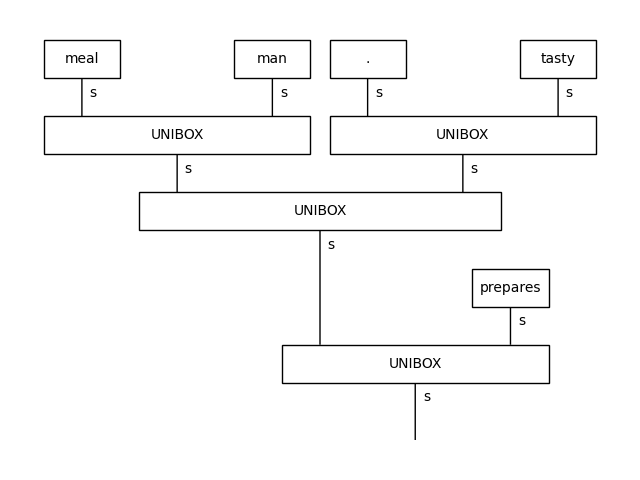 meal man . tasty
s s s s
UNIBOX UNIBOX
s s
UNIBOX
s
prepares
s
UNIBOX
s